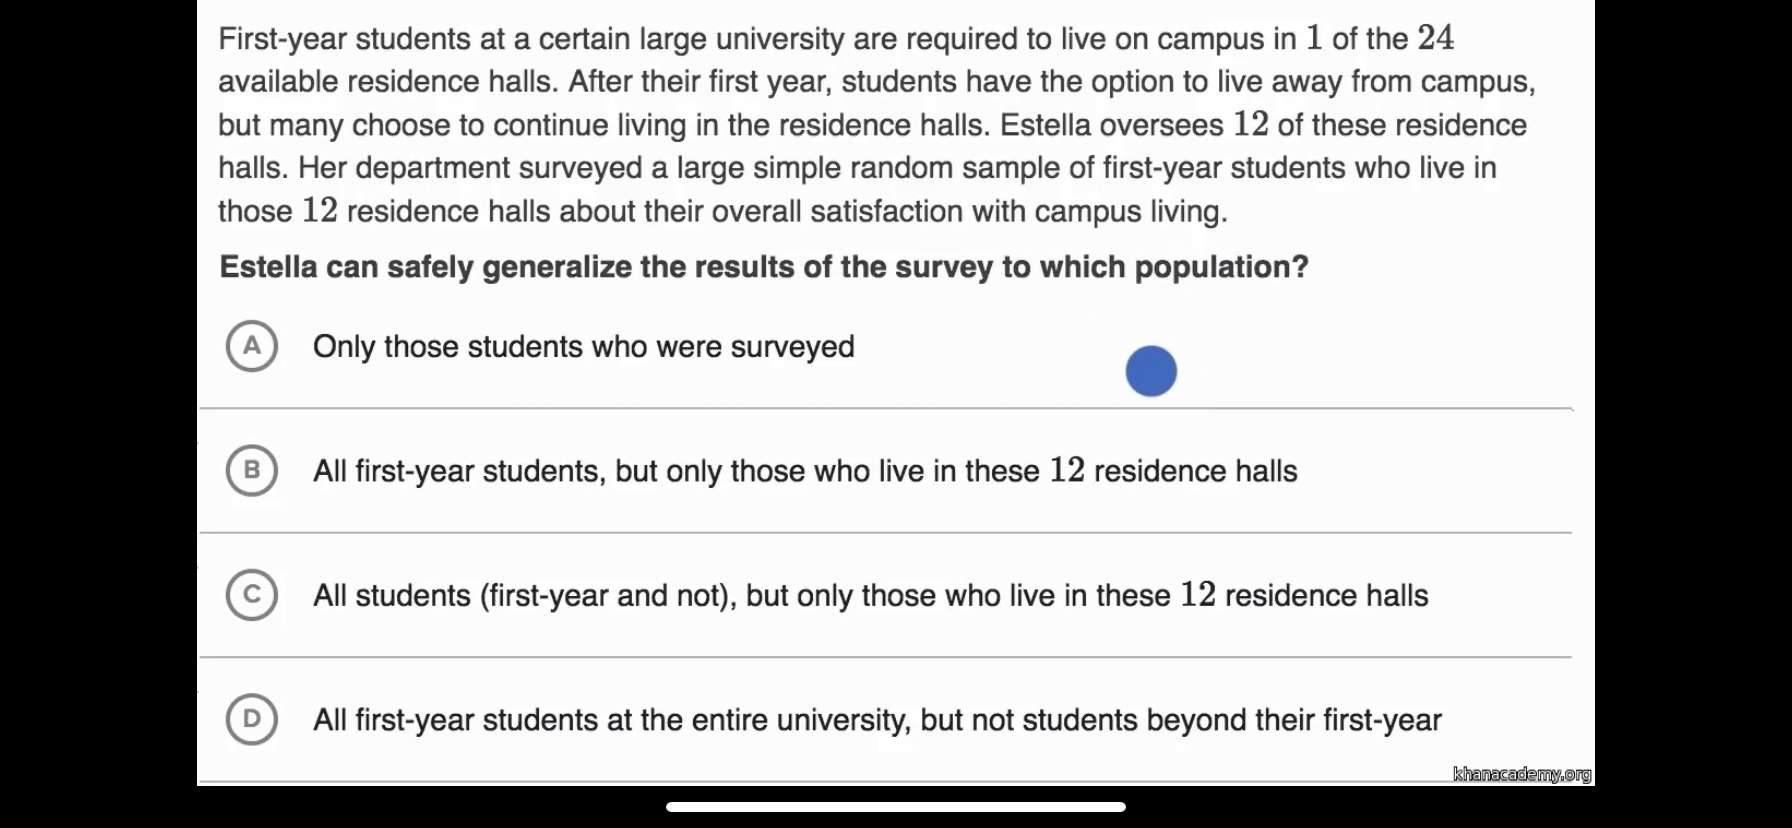 First-year students at a certain large university are required to live on campus in 1 of the 24
available residence halls. After their first year, students have the option to live away from campus,
but many choose to continue living in the residence halls. Estella oversees 12 of these residence
halls. Her department surveyed a large simple random sample of first-year students who live in
those 12 residence halls about their overall satisfaction with campus living.
Estella can safely generalize the results of the survey to which population?
A Only those students who were surveyed
B All first-year students, but only those who live in these 12 residence halls
C All students (first-year and not), but only those who live in these 12 residence halls
D All first-year students at the entire university, but not students beyond their first-year
khanacademy.org